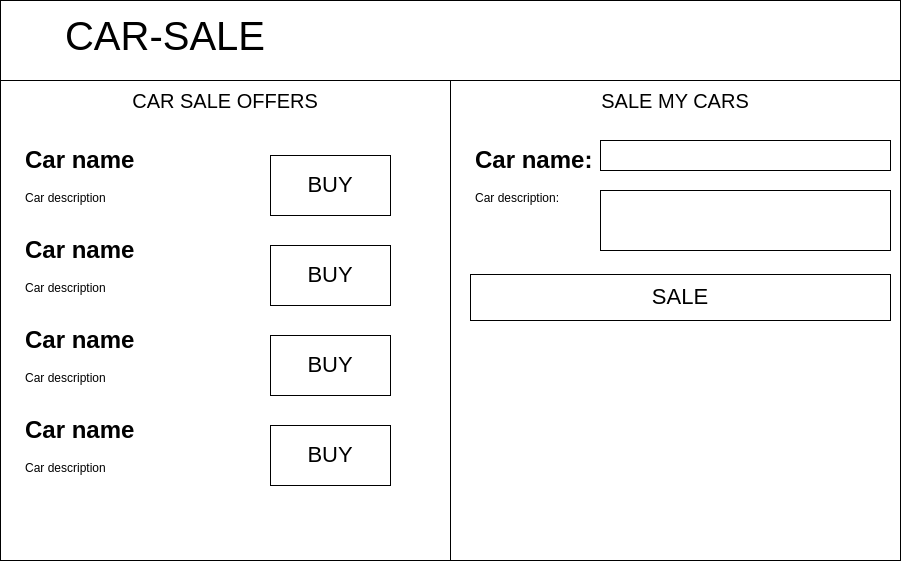 CAR-SALE
CAR SALE OFFERS
Car name
Car description
BUY
Car name
Car description
BUY
Car name
Car description
BUY
Car name
Car description
BUY
SALE MY CARS
Car name:
Car description:
SALE